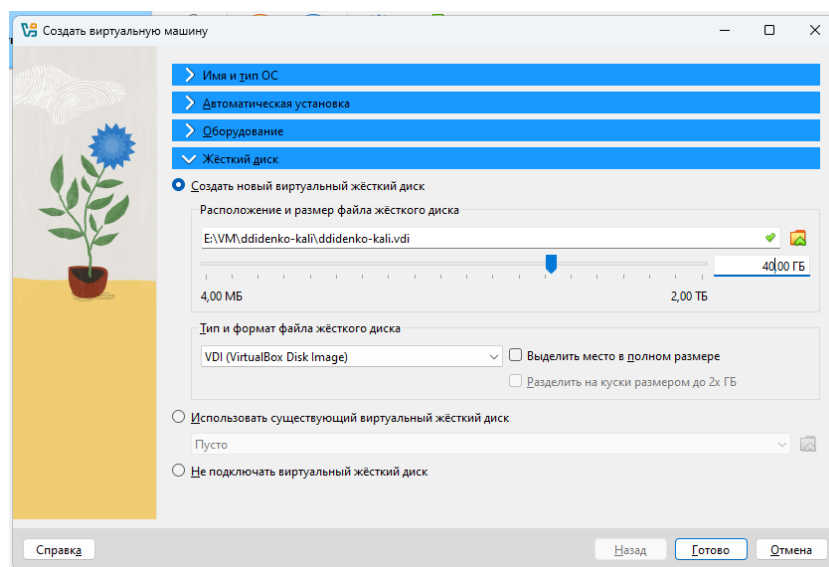 Создать виртуальную машину
Имя и тип ОС
Автоматическая установка
Оборудование
Жёсткий диск
Создать новый виртуальный жёсткий диск
Расположение и размер файла жёсткого диска
E:\VM\ddidenko-kali\ddidenko-kali.vdi
40,00 ГБ
4,00 МБ 2,00 ТБ
Тип и формат файла жёсткого диска
VDI (VirtualBox Disk Image) Выделить место в полном размере
Разделить на куски размером до 2х ГБ
Использовать существующий виртуальный жёсткий диск
Пусто
Не подключать виртуальный жёсткий диск
Справка Назад Готово Отмена